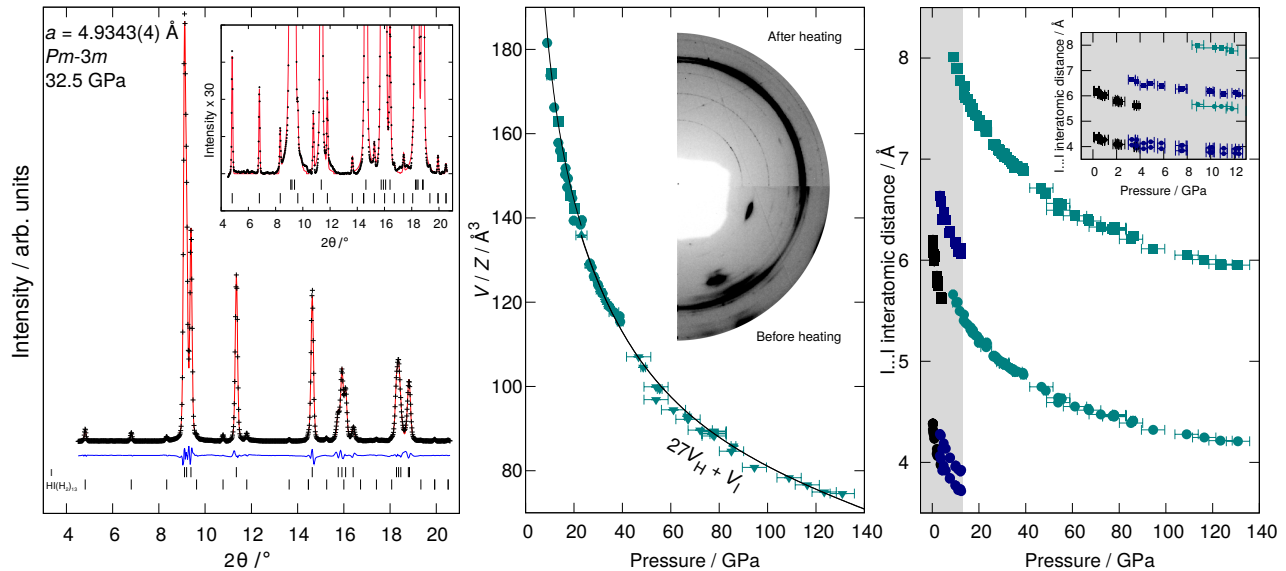 a = 4.9343(4) Å
Pm-3m
32.5 GPa
Intensity / arb. units
Intensity x 30
4 6 8 10 12 14 16 18 20
2θ /°
I
HI(H₂)₁₃
4 6 8 10 12 14 16 18 20
2θ /°
After heating
Before heating
180
160
140
120
100
80
V / Z / Å³
27V_H + V_I
0 20 40 60 80 100 120 140
Pressure / GPa
8
7
6
5
4
I...I interatomic distance / Å
8
7
6
5
4
I...I interatomic distance / Å
0 2 4 6 8 10 12
Pressure / GPa
0 20 40 60 80 100 120 140
Pressure / GPa